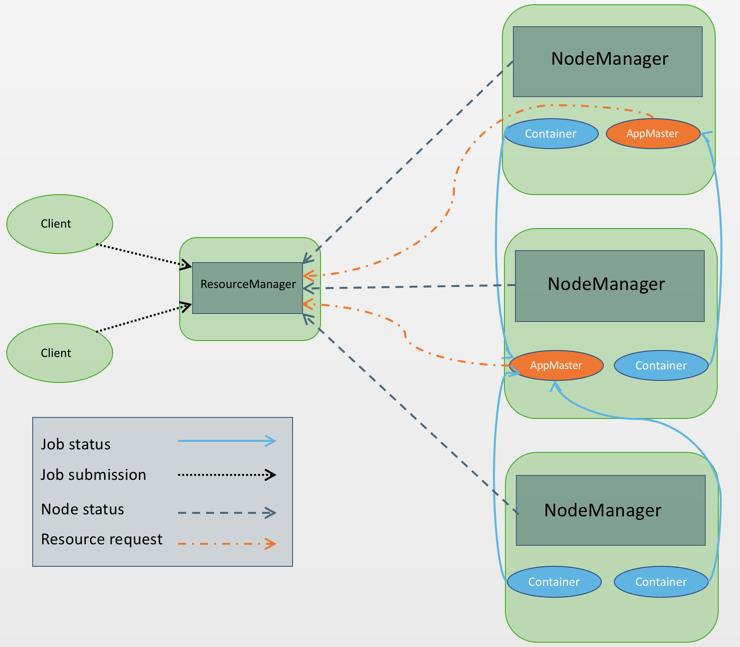 NodeManager
Container
AppMaster
Client
ResourceManager
NodeManager
Client
AppMaster
Container
Job status
Job submission
Node status
Resource request
NodeManager
Container
Container